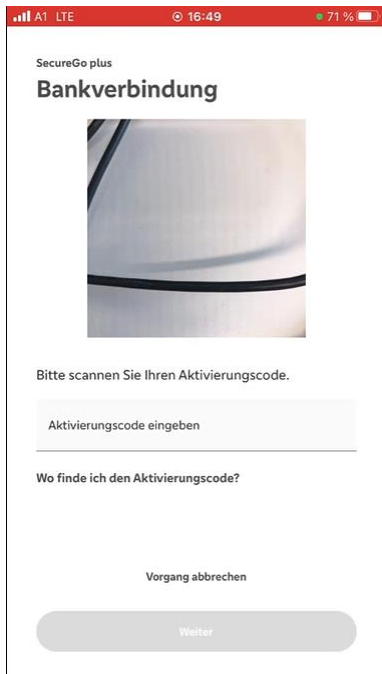 A1 LTE 16:49 71 %
SecureGo plus
Bankverbindung
Bitte scannen Sie Ihren Aktivierungscode.
Aktivierungscode eingeben
Wo finde ich den Aktivierungscode?
Vorgang abbrechen
Weiter